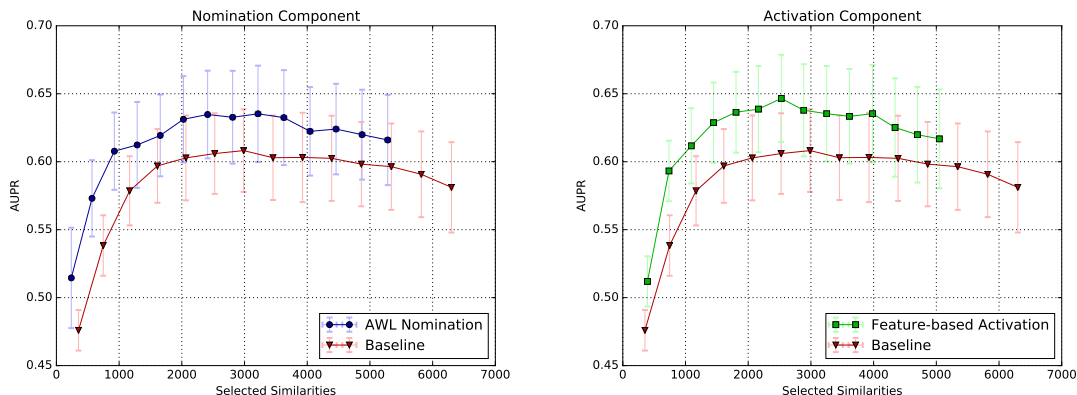 Nomination Component
0.70
0.65
0.60
0.55
0.50
0.45
AUPR
0 1000 2000 3000 4000 5000 6000 7000
Selected Similarities
AWL Nomination
Baseline
Activation Component
0.70
0.65
0.60
0.55
0.50
0.45
AUPR
0 1000 2000 3000 4000 5000 6000 7000
Selected Similarities
Feature-based Activation
Baseline